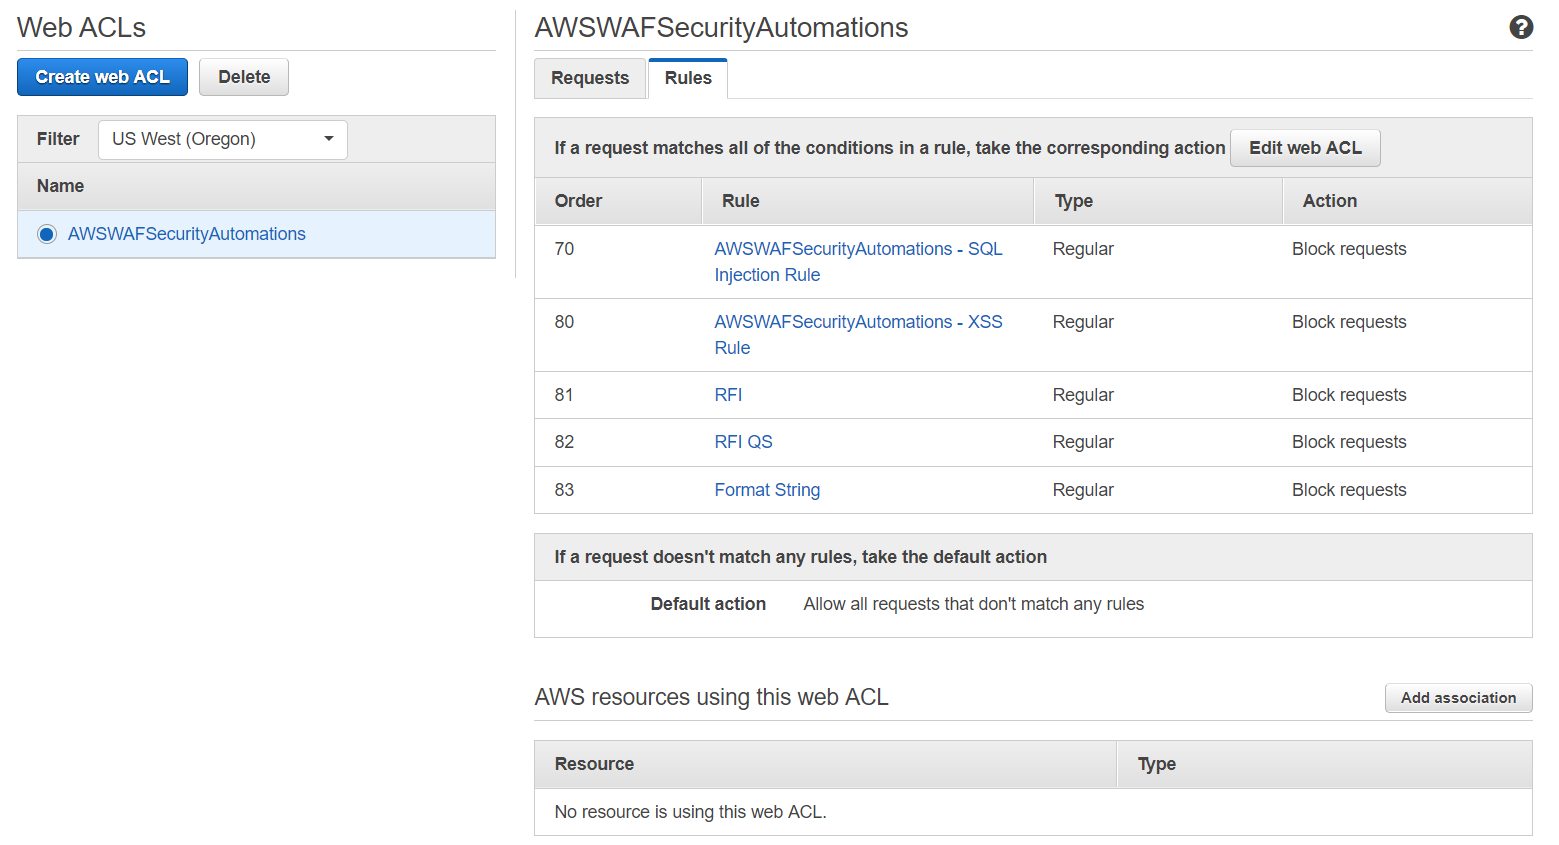 Web ACLs
Create web ACL
Delete
Filter
US West (Oregon)
Name
AWSWAFSecurityAutomations
AWSWAFSecurityAutomations
?
Requests
Rules
If a request matches all of the conditions in a rule, take the corresponding action
Edit web ACL
Order
Rule
Type
Action
70
AWSWAFSecurityAutomations - SQL
Injection Rule
Regular
Block requests
80
AWSWAFSecurityAutomations - XSS
Rule
Regular
Block requests
81
RFI
Regular
Block requests
82
RFI QS
Regular
Block requests
83
Format String
Regular
Block requests
If a request doesn't match any rules, take the default action
Default action
Allow all requests that don't match any rules
AWS resources using this web ACL
Add association
Resource
Type
No resource is using this web ACL.